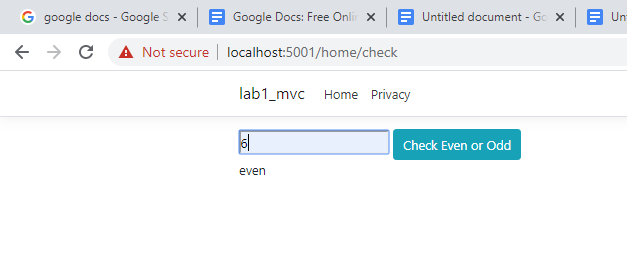 google docs - Google S
Google Docs: Free Onlin
Untitled document - Go
Un
Not secure
localhost:5001/home/check
lab1_mvc
Home
Privacy
6
Check Even or Odd
even